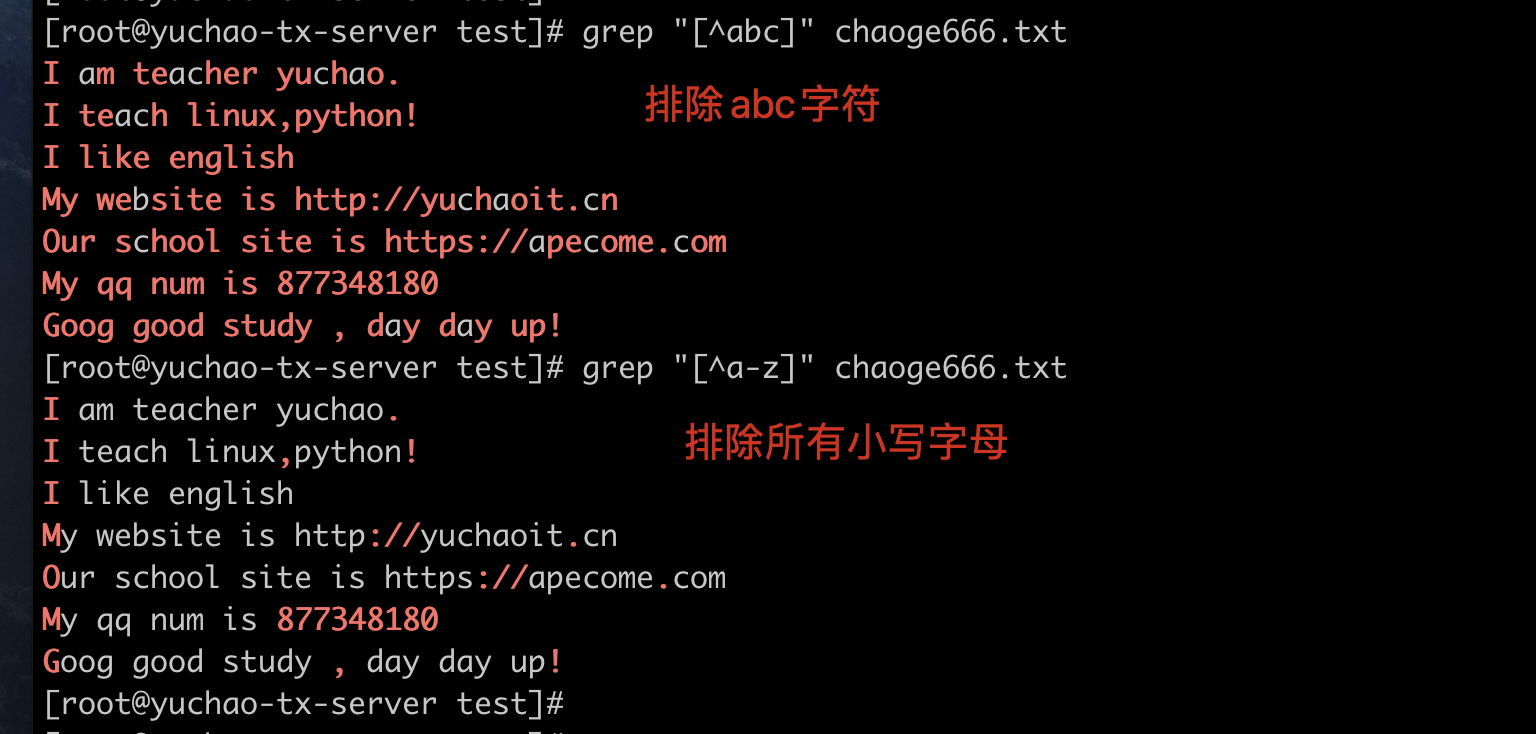 [root@yuchao-tx-server test]# grep "[^abc]" chaoge666.txt
I am teacher yuchao.
排除abc字符
I teach linux,python!
I like english
My website is http://yuchaoit.cn
Our school site is https://apecome.com
My qq num is 877348180
Goog good study , day day up!
[root@yuchao-tx-server test]# grep "[^a-z]" chaoge666.txt
I am teacher yuchao.
排除所有小写字母
I teach linux,python!
I like english
My website is http://yuchaoit.cn
Our school site is https://apecome.com
My qq num is 877348180
Goog good study , day day up!
[root@yuchao-tx-server test]#